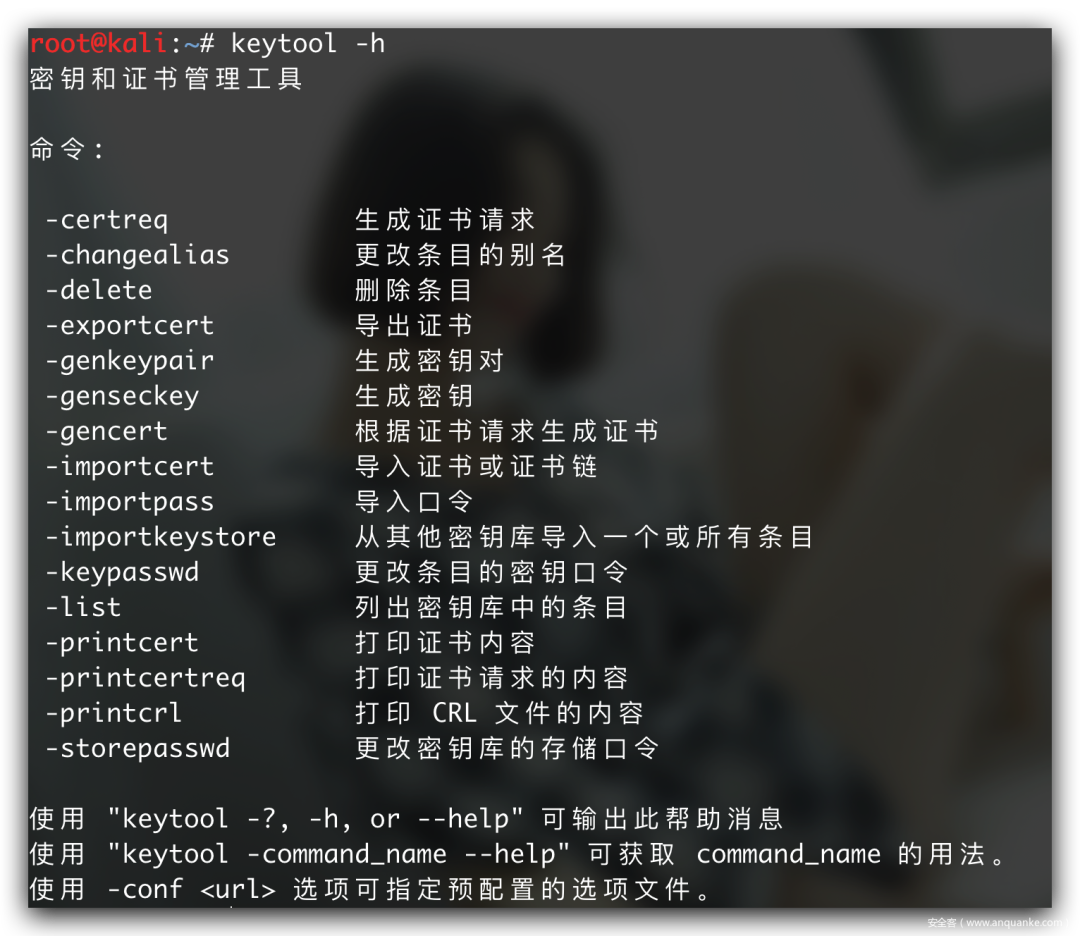 root@kali:~# keytool -h
密钥和证书管理工具
命令:
-certreq 生成证书请求
-changealias 更改条目的别名
-delete 删除条目
-exportcert 导出证书
-genkeypair 生成密钥对
-genseckey 生成密钥
-gencert 根据证书请求生成证书
-importcert 导入证书或证书链
-importpass 导入口令
-importkeystore 从其他密钥库导入一个或所有条目
-keypasswd 更改条目的密钥口令
-list 列出密钥库中的条目
-printcert 打印证书内容
-printcertreq 打印证书请求的内容
-printcrl 打印 CRL 文件的内容
-storepasswd 更改密钥库的存储口令
使用 "keytool -?, -h, or --help" 可输出此帮助消息
使用 "keytool -command_name --help" 可获取 command_name 的用法。
使用 -conf <url> 选项可指定预配置的选项文件。
安全客 ( www.anquanke.com )